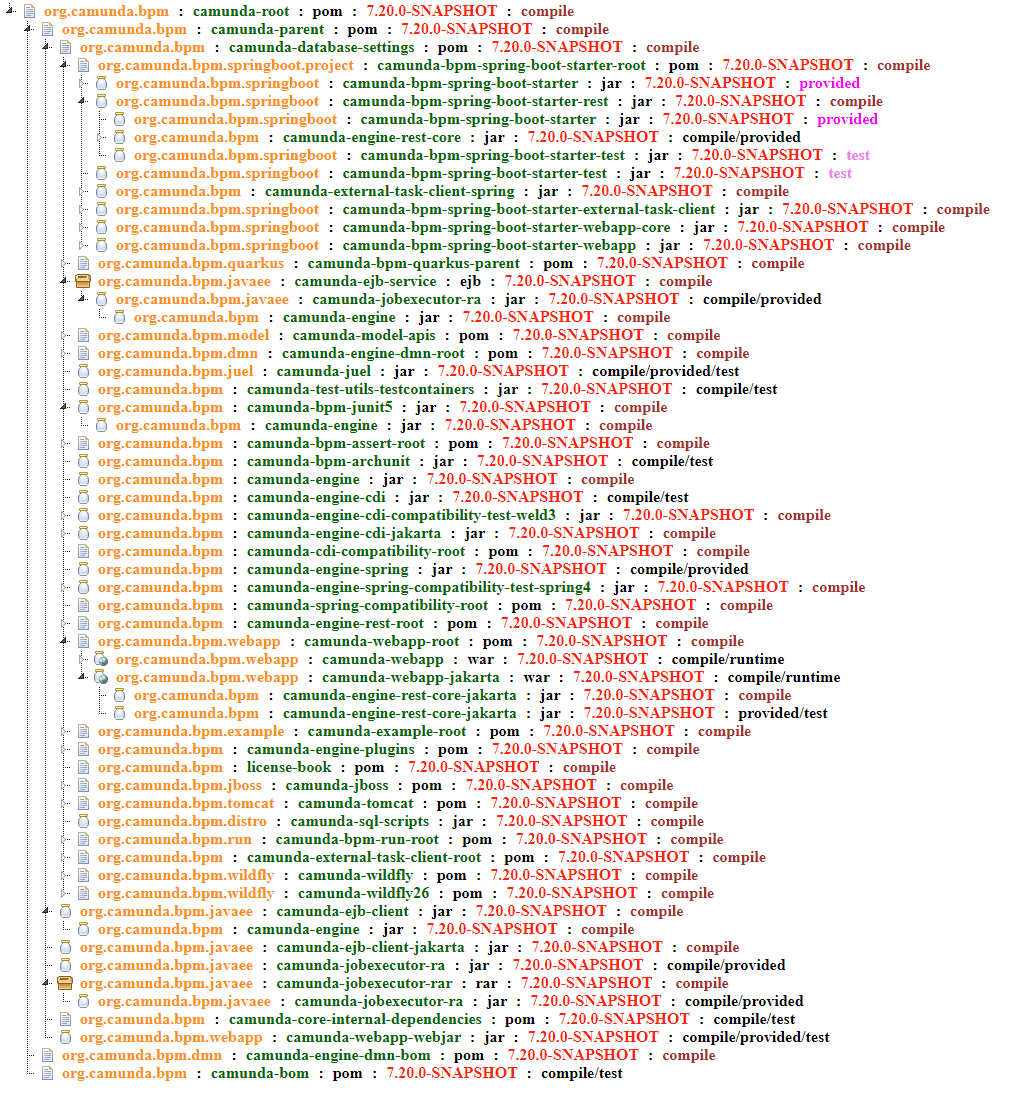 org.camunda.bpm : camunda-root : pom : 7.20.0-SNAPSHOT : compile
org.camunda.bpm : camunda-parent : pom : 7.20.0-SNAPSHOT : compile
org.camunda.bpm : camunda-database-settings : pom : 7.20.0-SNAPSHOT : compile
org.camunda.bpm.springboot.project : camunda-bpm-spring-boot-starter-root : pom : 7.20.0-SNAPSHOT : compile
org.camunda.bpm.springboot : camunda-bpm-spring-boot-starter : jar : 7.20.0-SNAPSHOT : provided
org.camunda.bpm.springboot : camunda-bpm-spring-boot-starter-rest : jar : 7.20.0-SNAPSHOT : compile
org.camunda.bpm.springboot : camunda-bpm-spring-boot-starter : jar : 7.20.0-SNAPSHOT : provided
org.camunda.bpm : camunda-engine-rest-core : jar : 7.20.0-SNAPSHOT : compile/provided
org.camunda.bpm.springboot : camunda-bpm-spring-boot-starter-test : jar : 7.20.0-SNAPSHOT : test
org.camunda.bpm.springboot : camunda-bpm-spring-boot-starter-test : jar : 7.20.0-SNAPSHOT : test
org.camunda.bpm : camunda-external-task-client-spring : jar : 7.20.0-SNAPSHOT : compile
org.camunda.bpm.springboot : camunda-bpm-spring-boot-starter-external-task-client : jar : 7.20.0-SNAPSHOT : compile
org.camunda.bpm.springboot : camunda-bpm-spring-boot-starter-webapp-core : jar : 7.20.0-SNAPSHOT : compile
org.camunda.bpm.springboot : camunda-bpm-spring-boot-starter-webapp : jar : 7.20.0-SNAPSHOT : compile
org.camunda.bpm.quarkus : camunda-bpm-quarkus-parent : pom : 7.20.0-SNAPSHOT : compile
org.camunda.bpm.javaee : camunda-ejb-service : ejb : 7.20.0-SNAPSHOT : compile
org.camunda.bpm.javaee : camunda-jobexecutor-ra : jar : 7.20.0-SNAPSHOT : compile/provided
org.camunda.bpm : camunda-engine : jar : 7.20.0-SNAPSHOT : compile
org.camunda.bpm.model : camunda-model-apis : pom : 7.20.0-SNAPSHOT : compile
org.camunda.bpm.dmn : camunda-engine-dmn-root : pom : 7.20.0-SNAPSHOT : compile
org.camunda.bpm.juel : camunda-juel : jar : 7.20.0-SNAPSHOT : compile/provided/test
org.camunda.bpm : camunda-test-utils-testcontainers : jar : 7.20.0-SNAPSHOT : compile/test
org.camunda.bpm : camunda-bpm-junit5 : jar : 7.20.0-SNAPSHOT : compile
org.camunda.bpm : camunda-engine : jar : 7.20.0-SNAPSHOT : compile
org.camunda.bpm : camunda-bpm-assert-root : pom : 7.20.0-SNAPSHOT : compile
org.camunda.bpm : camunda-bpm-archunit : jar : 7.20.0-SNAPSHOT : compile/test
org.camunda.bpm : camunda-engine : jar : 7.20.0-SNAPSHOT : compile
org.camunda.bpm : camunda-engine-cdi : jar : 7.20.0-SNAPSHOT : compile/test
org.camunda.bpm : camunda-engine-cdi-compatibility-test-weld3 : jar : 7.20.0-SNAPSHOT : compile
org.camunda.bpm : camunda-engine-cdi-jakarta : jar : 7.20.0-SNAPSHOT : compile
org.camunda.bpm : camunda-cdi-compatibility-root : pom : 7.20.0-SNAPSHOT : compile
org.camunda.bpm : camunda-engine-spring : jar : 7.20.0-SNAPSHOT : compile/provided
org.camunda.bpm : camunda-engine-spring-compatibility-test-spring4 : jar : 7.20.0-SNAPSHOT : compile
org.camunda.bpm : camunda-spring-compatibility-root : pom : 7.20.0-SNAPSHOT : compile
org.camunda.bpm : camunda-engine-rest-root : pom : 7.20.0-SNAPSHOT : compile
org.camunda.bpm.webapp : camunda-webapp-root : pom : 7.20.0-SNAPSHOT : compile
org.camunda.bpm.webapp : camunda-webapp : war : 7.20.0-SNAPSHOT : compile/runtime
org.camunda.bpm.webapp : camunda-webapp-jakarta : war : 7.20.0-SNAPSHOT : compile/runtime
org.camunda.bpm : camunda-engine-rest-core-jakarta : jar : 7.20.0-SNAPSHOT : compile
org.camunda.bpm : camunda-engine-rest-core-jakarta : jar : 7.20.0-SNAPSHOT : provided/test
org.camunda.bpm.example : camunda-example-root : pom : 7.20.0-SNAPSHOT : compile
org.camunda.bpm : camunda-engine-plugins : pom : 7.20.0-SNAPSHOT : compile
org.camunda.bpm : license-book : pom : 7.20.0-SNAPSHOT : compile
org.camunda.bpm.jboss : camunda-jboss : pom : 7.20.0-SNAPSHOT : compile
org.camunda.bpm.tomcat : camunda-tomcat : pom : 7.20.0-SNAPSHOT : compile
org.camunda.bpm.distro : camunda-sql-scripts : jar : 7.20.0-SNAPSHOT : compile
org.camunda.bpm.run : camunda-bpm-run-root : pom : 7.20.0-SNAPSHOT : compile
org.camunda.bpm : camunda-external-task-client-root : pom : 7.20.0-SNAPSHOT : compile
org.camunda.bpm.wildfly : camunda-wildfly : pom : 7.20.0-SNAPSHOT : compile
org.camunda.bpm.wildfly : camunda-wildfly26 : pom : 7.20.0-SNAPSHOT : compile
org.camunda.bpm.javaee : camunda-ejb-client : jar : 7.20.0-SNAPSHOT : compile
org.camunda.bpm : camunda-engine : jar : 7.20.0-SNAPSHOT : compile
org.camunda.bpm.javaee : camunda-ejb-client-jakarta : jar : 7.20.0-SNAPSHOT : compile
org.camunda.bpm.javaee : camunda-jobexecutor-ra : jar : 7.20.0-SNAPSHOT : compile/provided
org.camunda.bpm.javaee : camunda-jobexecutor-rar : rar : 7.20.0-SNAPSHOT : compile
org.camunda.bpm.javaee : camunda-jobexecutor-ra : jar : 7.20.0-SNAPSHOT : compile/provided
org.camunda.bpm : camunda-core-internal-dependencies : pom : 7.20.0-SNAPSHOT : compile/test
org.camunda.bpm.webapp : camunda-webapp-webjar : jar : 7.20.0-SNAPSHOT : compile/provided/test
org.camunda.bpm.dmn : camunda-engine-dmn-bom : pom : 7.20.0-SNAPSHOT : compile
org.camunda.bpm : camunda-bom : pom : 7.20.0-SNAPSHOT : compile/test